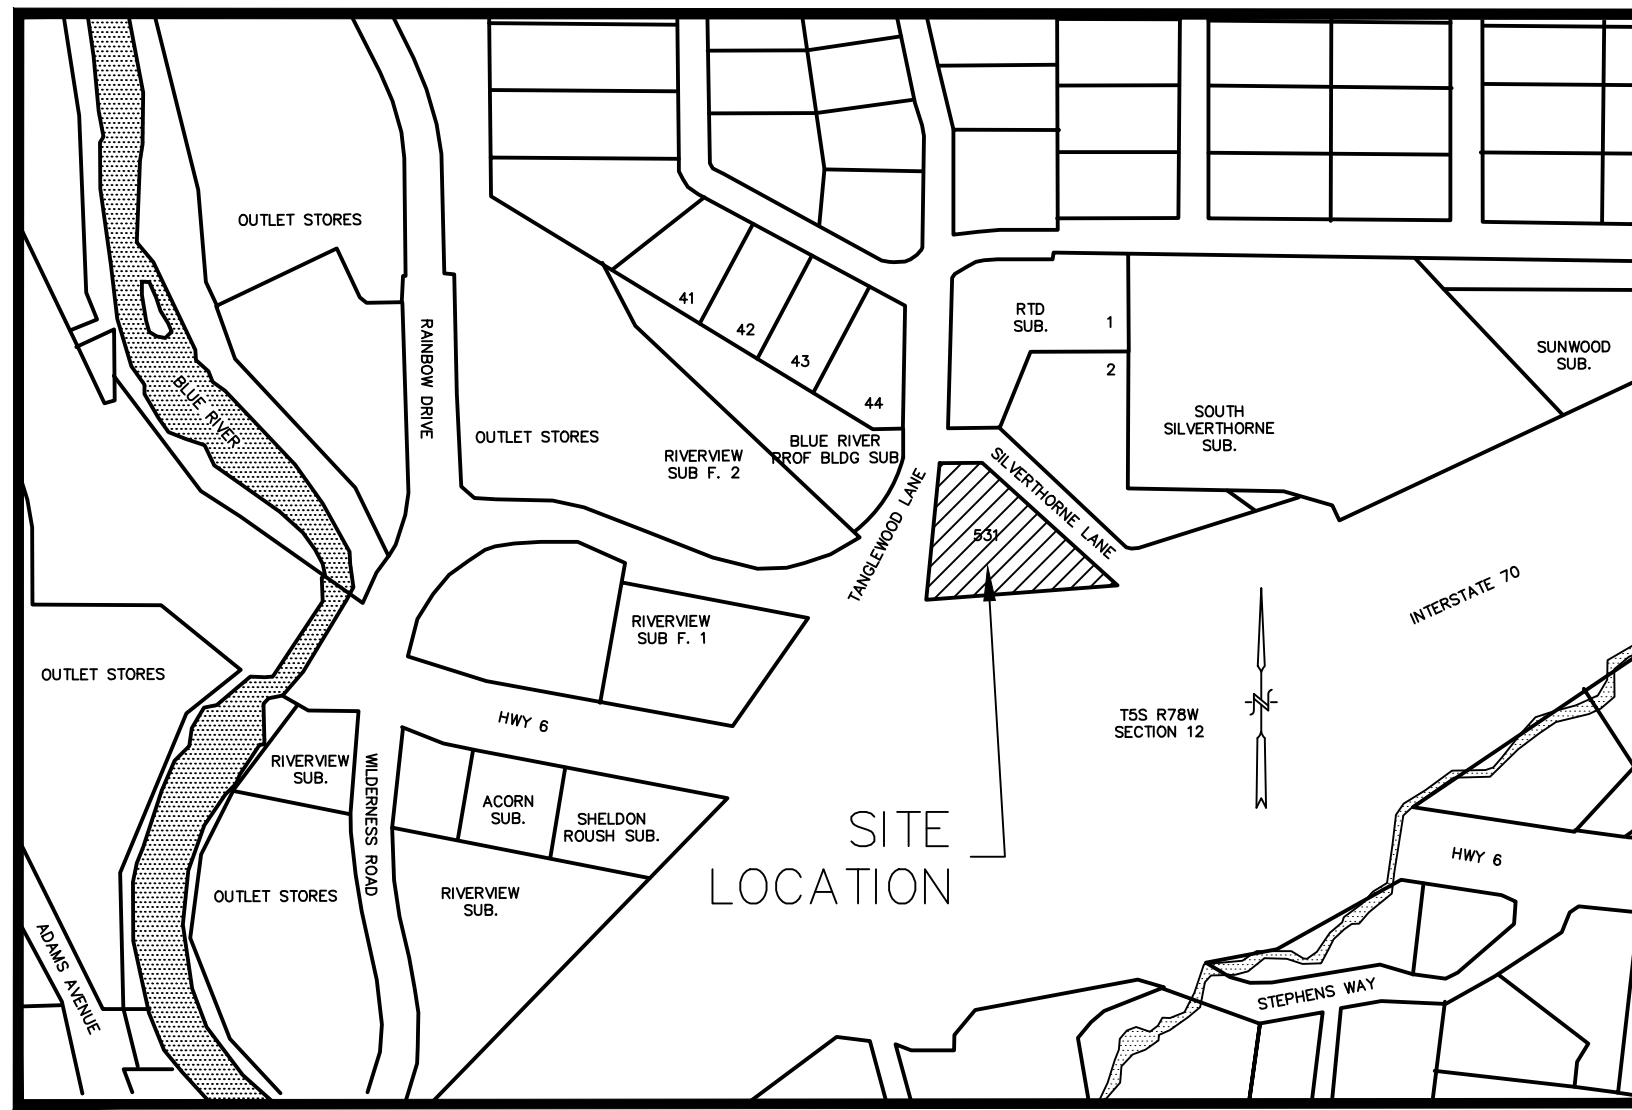 OUTLET STORES
41
42
43
44
RAINBOW DRIVE
RTD
SUB.
1
2
SUNWOOD
SUB.
BLUE RIVER
OUTLET STORES
RIVERVIEW
SUB F. 2
BLUE RIVER
PROF BLDG SUB
SOUTH
SILVERTHORNE
SUB.
TANGLEWOOD LANE
SILVERTHORNE LANE
531
INTERSTATE 70
RIVERVIEW
SUB F. 1
OUTLET STORES
HWY 6
N
T5S R78W
SECTION 12
RIVERVIEW
SUB.
WILDERNESS ROAD
ACORN
SUB.
SHELDON
ROUSH SUB.
SITE
LOCATION
HWY 6
OUTLET STORES
RIVERVIEW
SUB.
ADAMS AVENUE
STEPHENS WAY